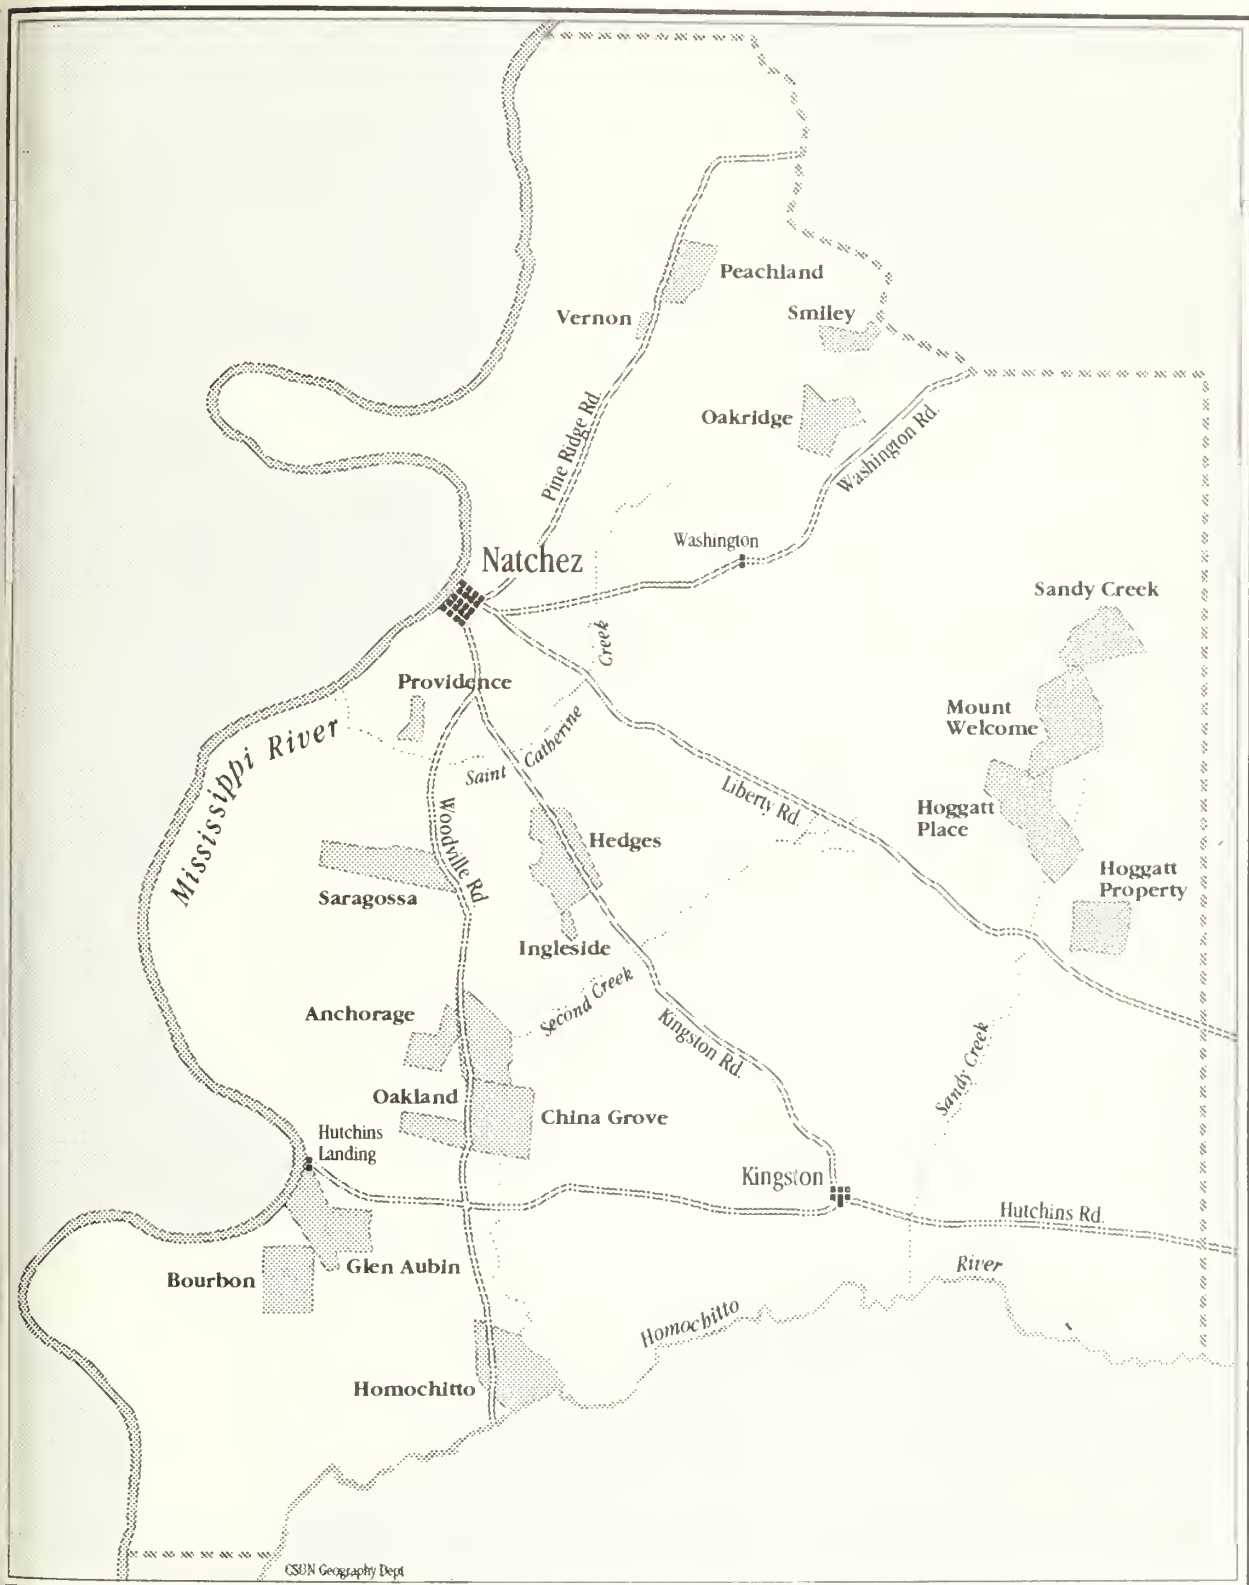 Peachland
Vernon
Smiley
Oakridge
Pine Ridge Rd.
Washington Rd.
Washington
Natchez
Sandy Creek
Creek
Providence
Mount
Welcome
Mississippi River
Saint
Catherine
Liberty Rd.
Hoggatt
Place
Woodville Rd
Hedges
Hoggatt
Property
Saragossa
Ingleside
Second Creek
Anchorage
Kingston Rd.
Sandy Creek
Oakland
China Grove
Hutchins
Landing
Kingston
Hutchins Rd.
Glen Aubin
River
Bourbon
Homochitto
Homochitto
CSUN Geography Dept